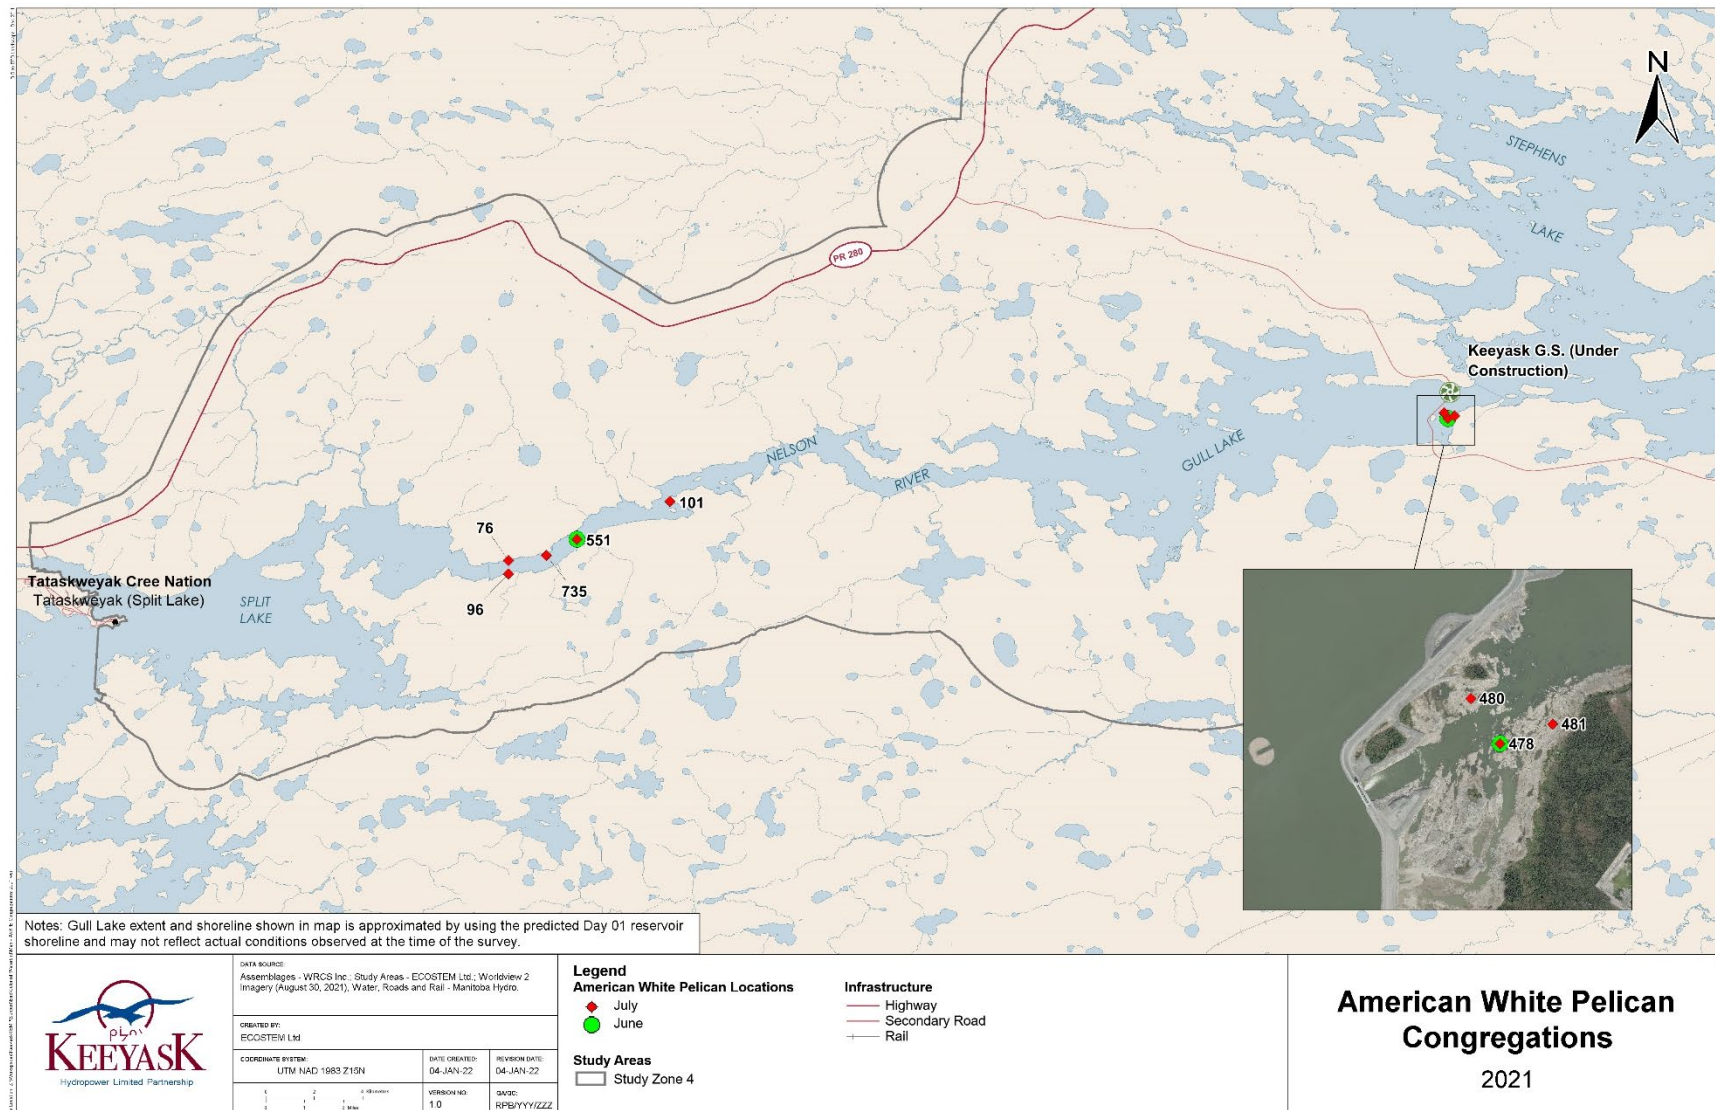 N
STEPHENS
LAKE
PR 280
Keeyask G.S. (Under
Construction)
NELSON
RIVER
GULL LAKE
101
76
551
735
96
Tataskweyak Cree Nation
Tataskweyak (Split Lake)
SPLIT
LAKE
480
481
478
Notes: Gull Lake extent and shoreline shown in map is approximated by using the predicted Day 01 reservoir
shoreline and may not reflect actual conditions observed at the time of the survey.
KEEYASK
Hydropower Limited Partnership
DATA SOURCE:
Assemblages - WRCS Inc.; Study Areas - ECOSTEM Ltd.; Worldview 2
Imagery (August 30, 2021), Water, Roads and Rail - Manitoba Hydro.
CREATED BY:
ECOSTEM Ltd
COORDINATE SYSTEM:
UTM NAD 1983 Z15N
DATE CREATED:
04-JAN-22
REVISION DATE:
04-JAN-22
VERSION NO:
1.0
QA/QC:
RPB/YYY/ZZZ
Legend
American White Pelican Locations
July
June
Study Areas
Study Zone 4
Infrastructure
Highway
Secondary Road
Rail
American White Pelican
Congregations
2021